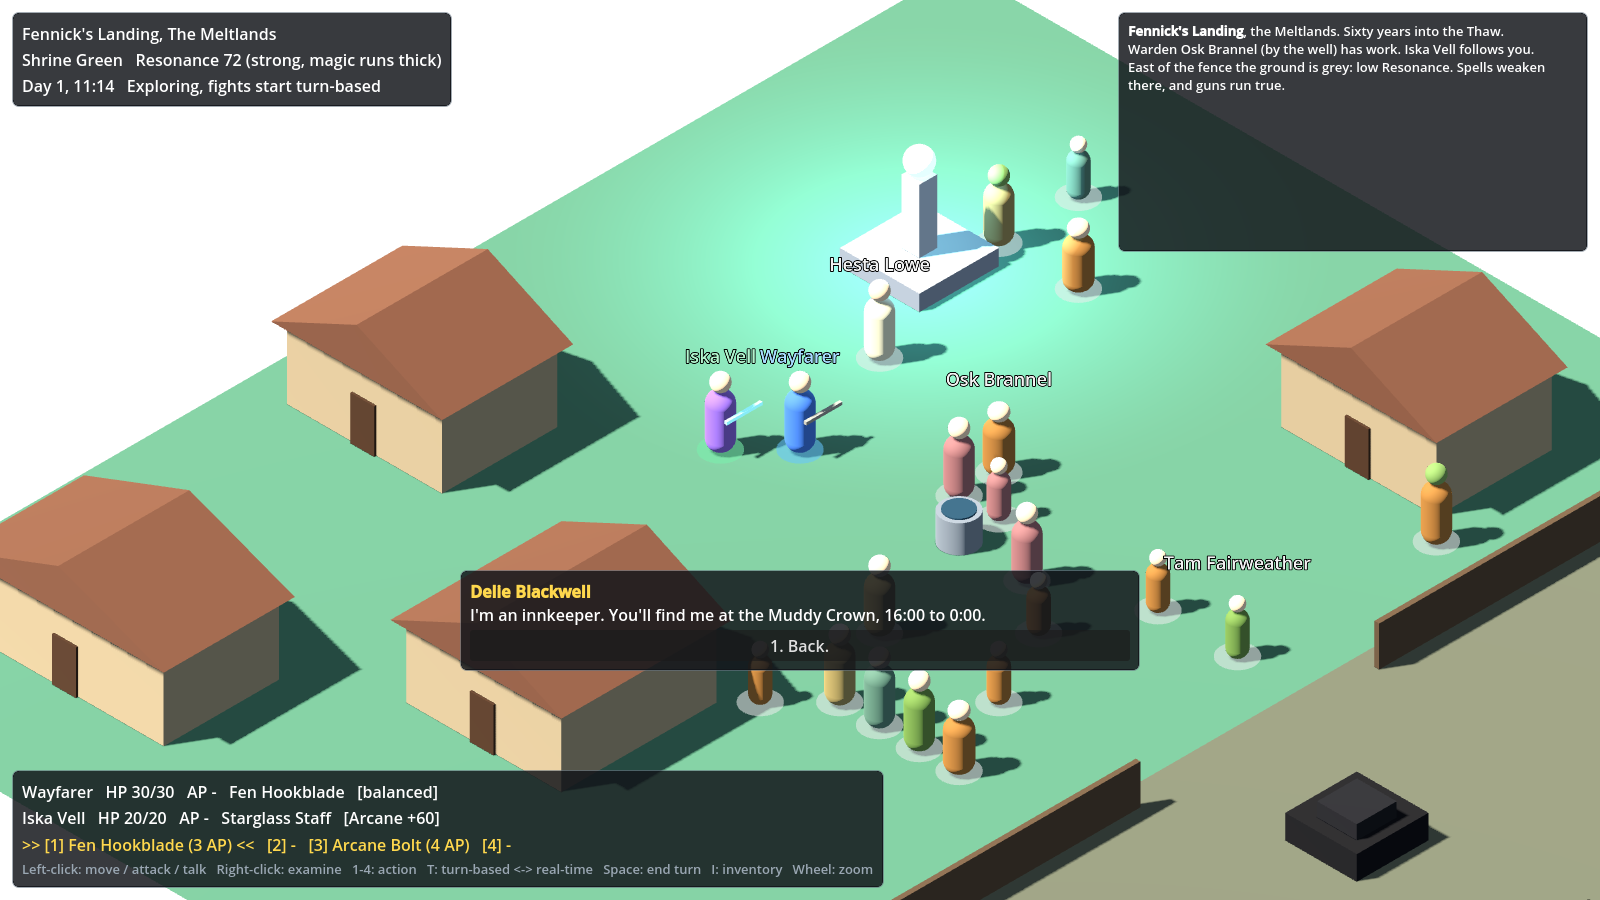 Fennick's Landing, The Meltlands
Shrine Green   Resonance 72 (strong, magic runs thick)
Day 1, 11:14   Exploring, fights start turn-based
Fennick's Landing, the Meltlands. Sixty years into the Thaw.
Warden Osk Brannel (by the well) has work. Iska Vell follows you.
East of the fence the ground is grey: low Resonance. Spells weaken
there, and guns run true.
Hesta Lowe
Iska Vell Wayfarer
Osk Brannel
Tam Fairweather
Delle Blackwell
I'm an innkeeper. You'll find me at the Muddy Crown, 16:00 to 0:00.
1. Back.
Wayfarer   HP 30/30   AP -   Fen Hookblade   [balanced]
Iska Vell   HP 20/20   AP -   Starglass Staff   [Arcane +60]
>> [1] Fen Hookblade (3 AP) <<   [2] -   [3] Arcane Bolt (4 AP)   [4] -
Left-click: move / attack / talk   Right-click: examine   1-4: action   T: turn-based <-> real-time   Space: end turn   I: inventory   Wheel: zoom